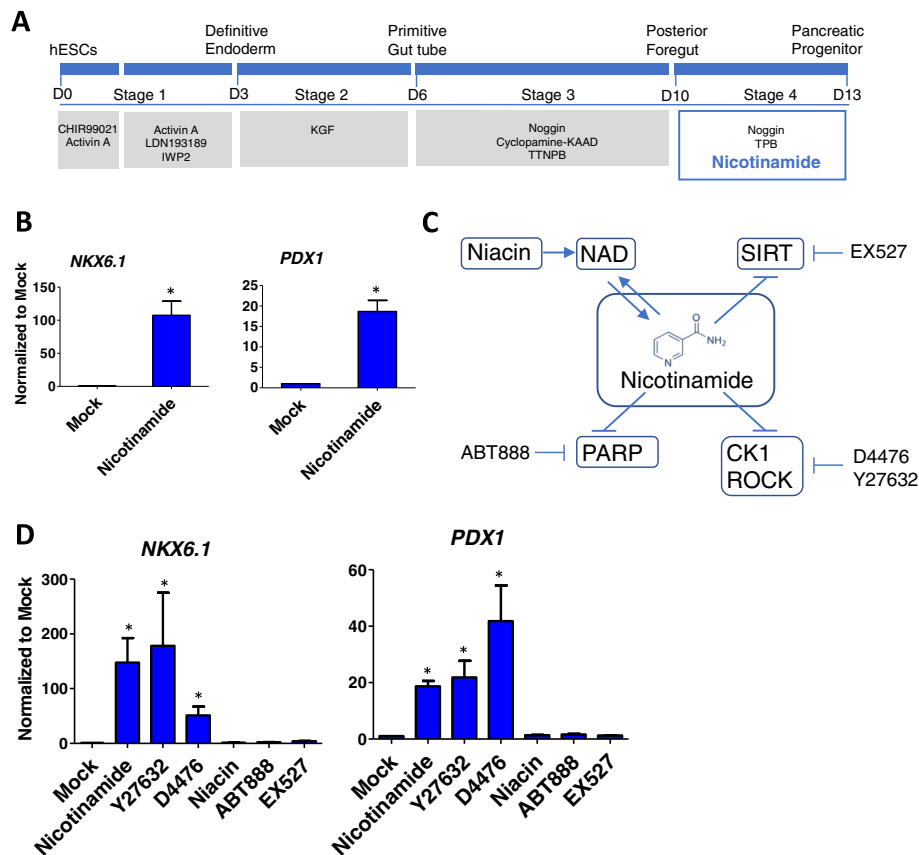 A
hESCs
Definitive
Endoderm
Primitive
Gut tube
Posterior
Foregut
Pancreatic
Progenitor
D0
Stage 1
D3
Stage 2
D6
Stage 3
D10
Stage 4
D13
CHIR99021
Activin A
Activin A
LDN193189
IWP2
KGF
Noggin
Cyclopamine-KAAD
TTNPB
Noggin
TPB
Nicotinamide
B
NKX6.1
Normalized to Mock
150
100
50
0
*
Mock
Nicotinamide
PDX1
25
20
15
10
5
0
*
Mock
Nicotinamide
C
Niacin
NAD
SIRT
EX527
O
NH2
N
Nicotinamide
ABT888
PARP
CK1
ROCK
D4476
Y27632
D
NKX6.1
Normalized to Mock
300
200
100
0
*
*
*
Mock
Nicotinamide
Y27632
D4476
Niacin
ABT888
EX527
PDX1
60
40
20
0
*
*
*
Mock
Nicotinamide
Y27632
D4476
Niacin
ABT888
EX527